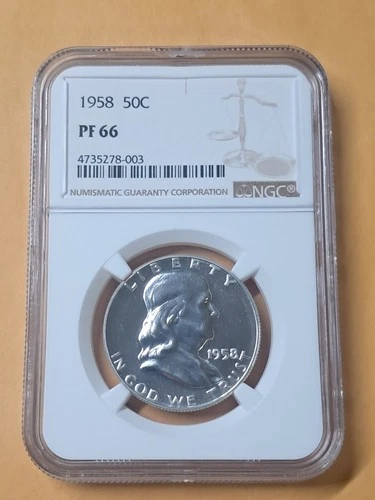 1958 50C
PF 66
4735278-003
NUMISMATIC GUARANTY CORPORATION
NGC®
LIBERTY
1958
IN GOD WE TRUST